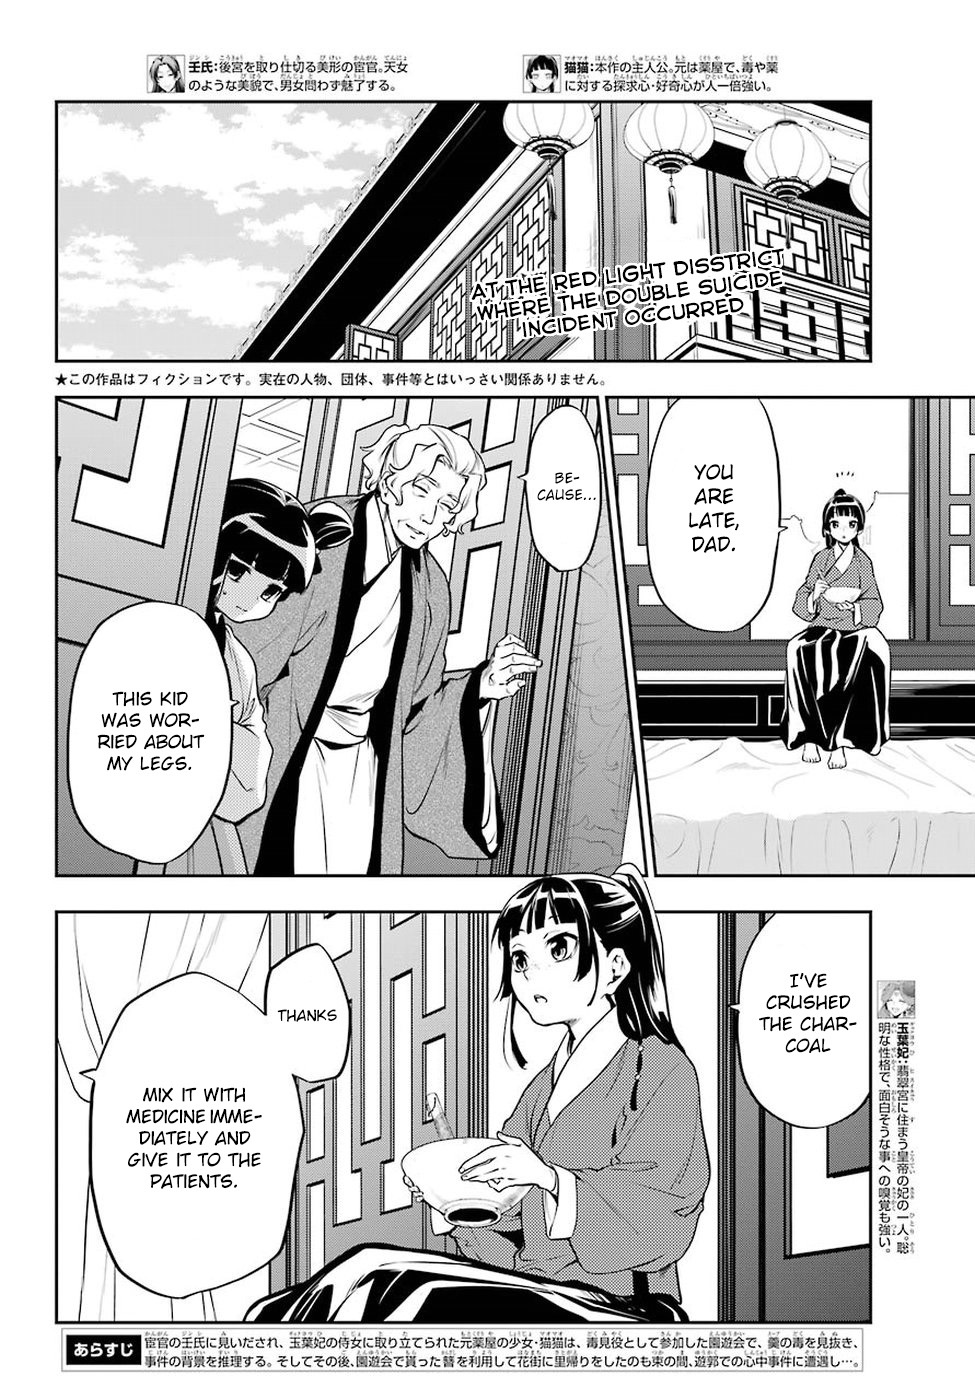 壬氏：後宮を取り仕切る美形の宦官。天女
のような美貌で、男女問わず魅了する。
猫猫：本作の主人公。元は薬屋で、毒や薬
に対する探求心・好奇心が人一倍強い。
AT THE RED LIGHT DISSTRICT
WHERE THE DOUBLE SUICIDE
INCIDENT OCCURRED
★この作品はフィクションです。実在の人物、団体、事件等とはいっさい関係ありません。
YOU
ARE
LATE,
DAD.
BE-
CAUSE...
THIS KID
WAS WOR-
RIED ABOUT
MY LEGS.
I'VE
CRUSHED
THE CHAR-
COAL
THANKS
MIX IT WITH
MEDICINE IMME-
DIATELY AND
GIVE IT TO THE
PATIENTS.
玉葉妃：翡翠宮に住まう皇帝の妃の一人。聡
明な性格で、面白そうな事への嗅覚も強い。
あらすじ
宦官の壬氏に見いだされ、玉葉妃の侍女に取り立てられた元薬屋の少女・猫猫は、毒見役として参加した園遊会で、羹の毒を見抜き、
事件の背景を推理する。そしてその後、園遊会で貰った簪を利用して花街に里帰りをしたのも束の間、遊郭での心中事件に遭遇し…。